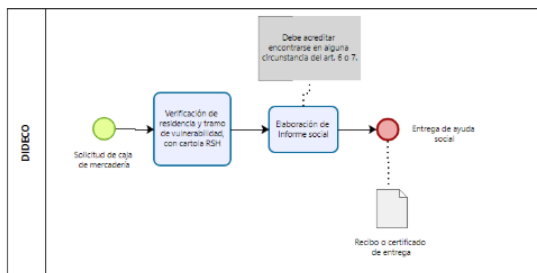 Debe acreditar
encontrarse en alguna
circunstancia del art. 6 o 7.
DIDECO
Solicitud de caja
de mercadería
Verificación de
residencia y tramo
de vulnerabilidad,
con cartola RSH
Elaboración de
Informe social
Entrega de ayuda
social
Recibo o certificado
de entrega